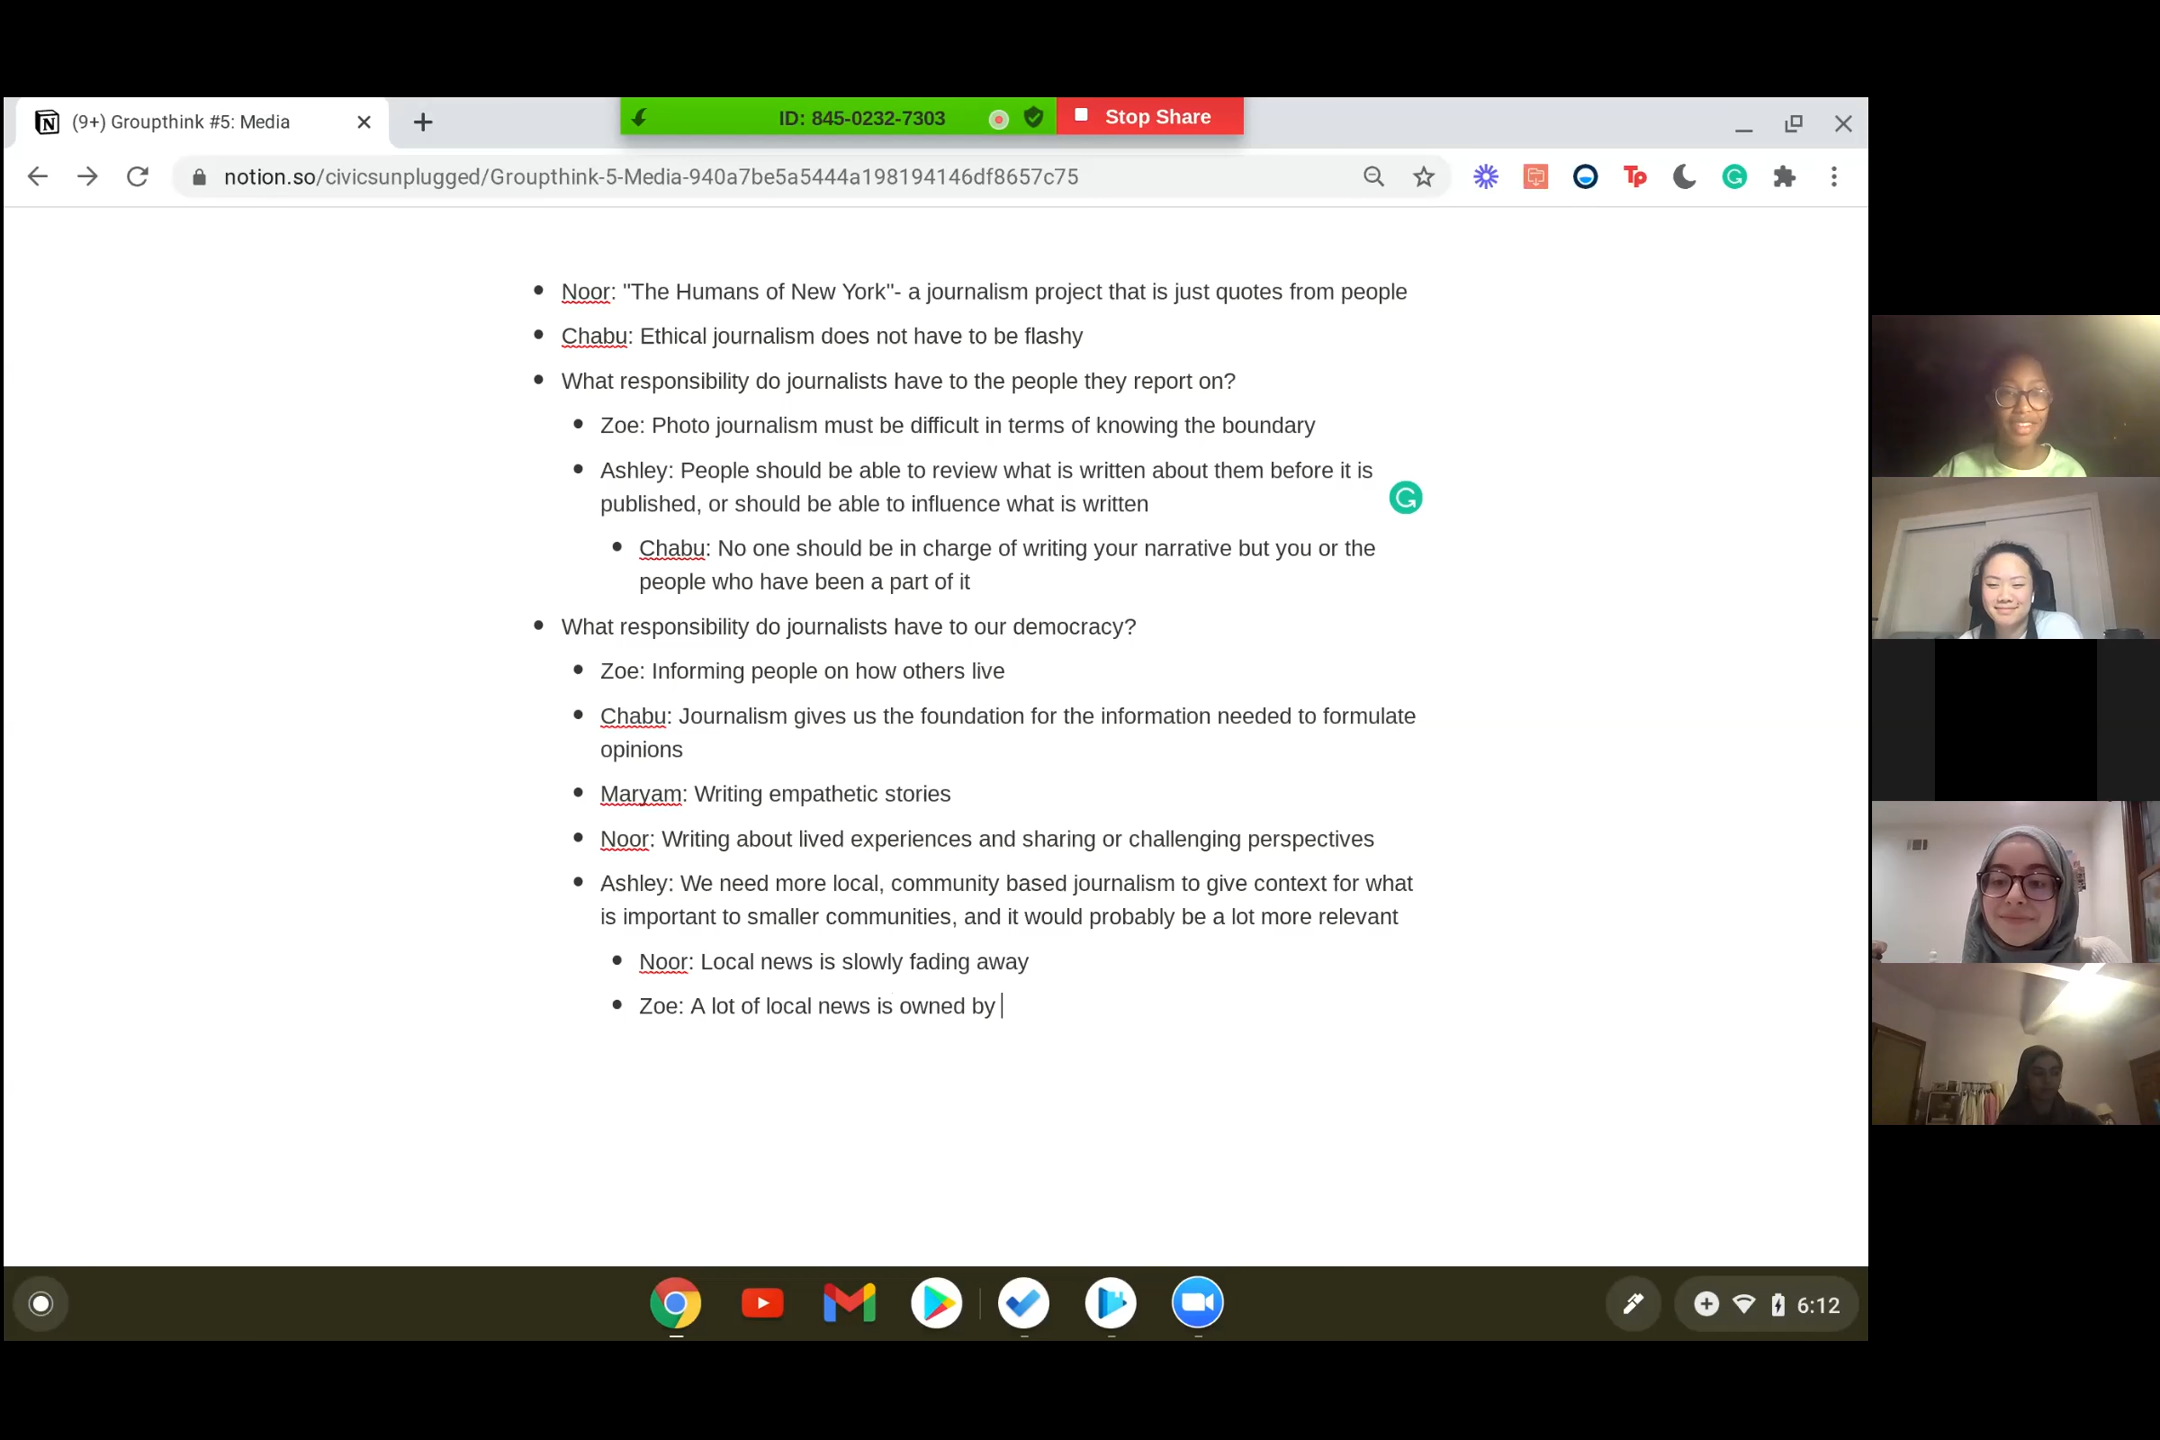 (9+) Groupthink #5: Media
ID: 845-0232-7303
Stop Share
notion.so/civicsunplugged/Groupthink-5-Media-940a7be5a5444a198194146df8657c75
Noor: "The Humans of New York"- a journalism project that is just quotes from people
Chabu: Ethical journalism does not have to be flashy
What responsibility do journalists have to the people they report on?
Zoe: Photo journalism must be difficult in terms of knowing the boundary
Ashley: People should be able to review what is written about them before it is
published, or should be able to influence what is written
Chabu: No one should be in charge of writing your narrative but you or the
people who have been a part of it
What responsibility do journalists have to our democracy?
Zoe: Informing people on how others live
Chabu: Journalism gives us the foundation for the information needed to formulate
opinions
Maryam: Writing empathetic stories
Noor: Writing about lived experiences and sharing or challenging perspectives
Ashley: We need more local, community based journalism to give context for what
is important to smaller communities, and it would probably be a lot more relevant
Noor: Local news is slowly fading away
Zoe: A lot of local news is owned by
6:12